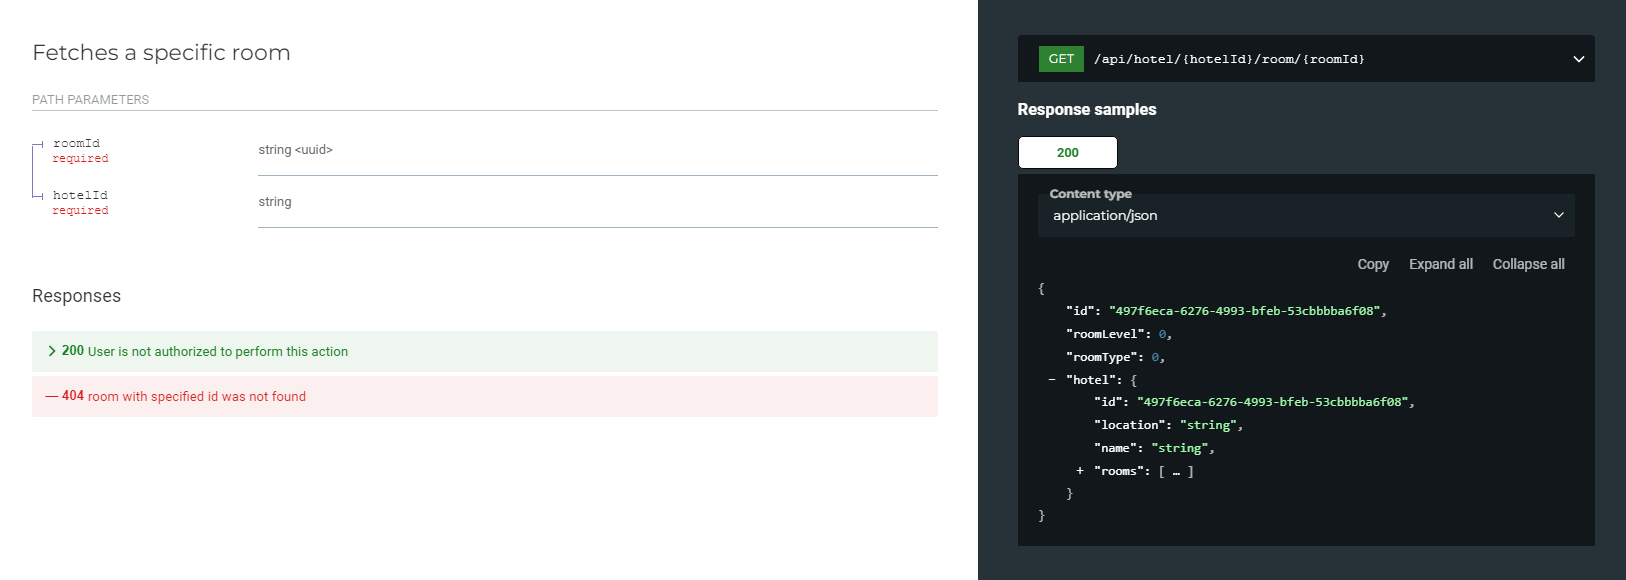 Fetches a specific room
PATH PARAMETERS
roomId
required
string <uuid>
hotelId
required
string
Responses
200 User is not authorized to perform this action
— 404 room with specified id was not found
GET /api/hotel/{hotelId}/room/{roomId}
Response samples
200
Content type
application/json
Copy Expand all Collapse all
{
"id": "497f6eca-6276-4993-bfeb-53cbbbba6f08",
"roomLevel": 0,
"roomType": 0,
− "hotel": {
"id": "497f6eca-6276-4993-bfeb-53cbbbba6f08",
"location": "string",
"name": "string",
+ "rooms": [ … ]
}
}